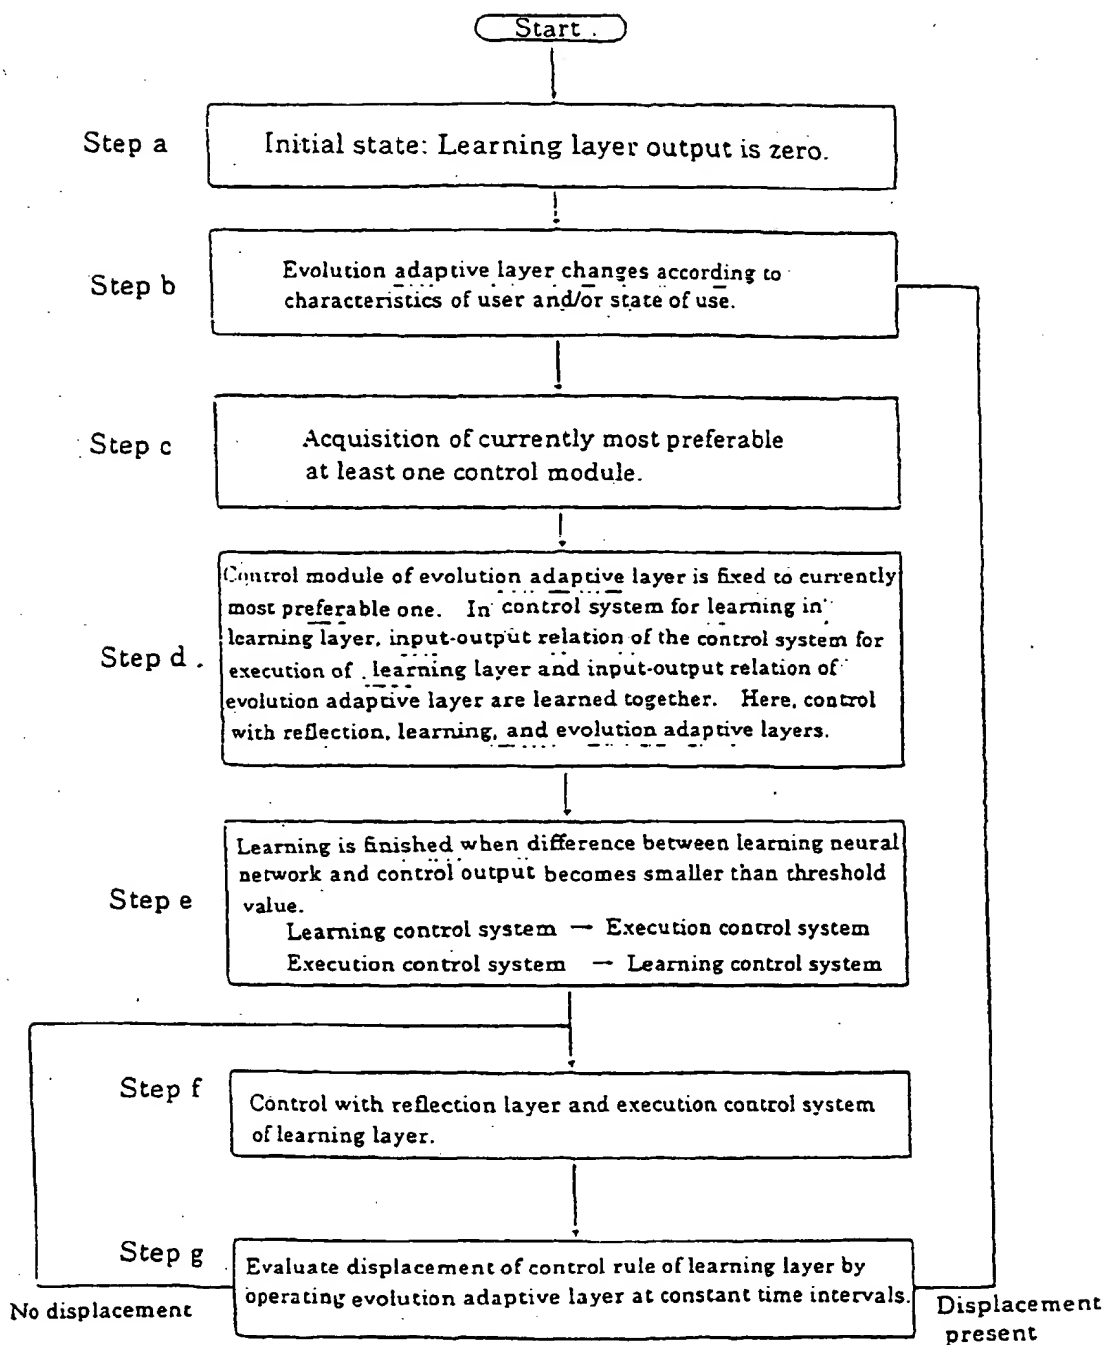 Start
Step a
Initial state: Learning layer output is zero.
Step b
Evolution adaptive layer changes according to
characteristics of user and/or state of use.
Step c
Acquisition of currently most preferable
at least one control module.
Step d
Control module of evolution adaptive layer is fixed to currently
most preferable one. In control system for learning in
learning layer, input-output relation of the control system for
execution of learning layer and input-output relation of
evolution adaptive layer are learned together. Here, control
with reflection, learning, and evolution adaptive layers.
Step e
Learning is finished when difference between learning neural
network and control output becomes smaller than threshold
value.
Learning control system → Execution control system
Execution control system → Learning control system
Step f
Control with reflection layer and execution control system
of learning layer.
Step g
Evaluate displacement of control rule of learning layer by
operating evolution adaptive layer at constant time intervals.
No displacement
Displacement
present